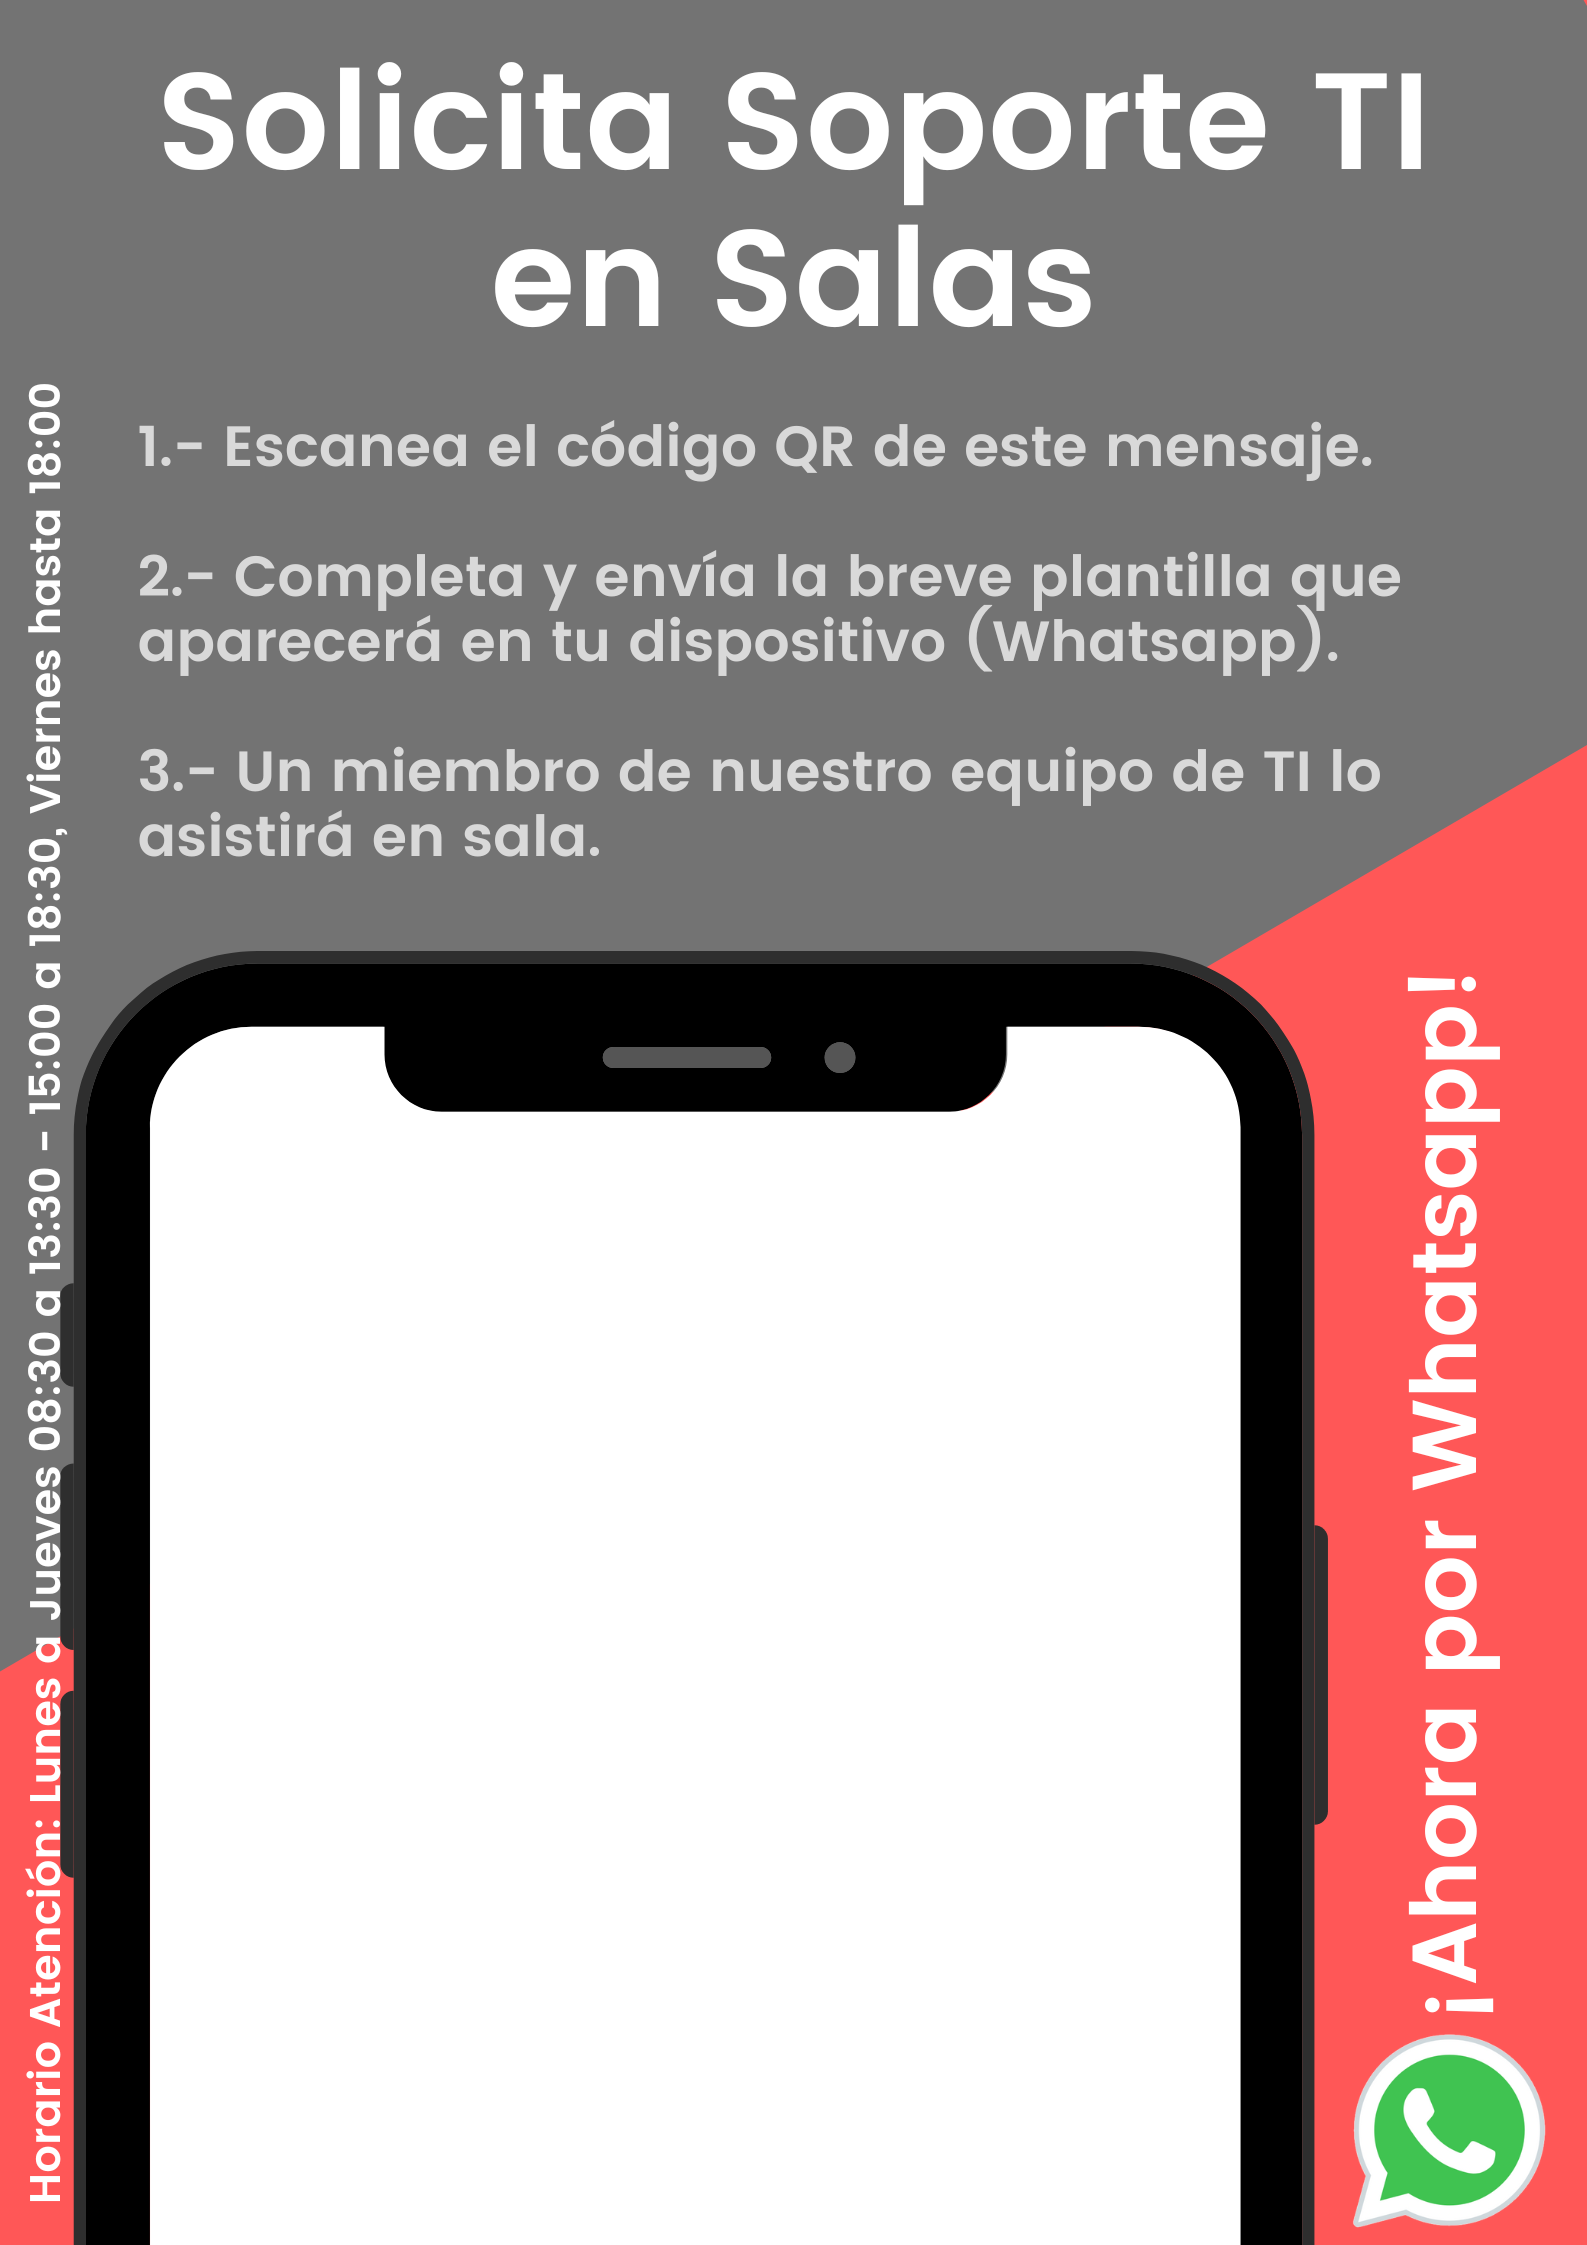 Solicita Soporte TI
en Salas
1.- Escanea el código QR de este mensaje.
2.- Completa y envía la breve plantilla que
aparecerá en tu dispositivo (Whatsapp).
3.- Un miembro de nuestro equipo de TI lo
asistirá en sala.
Horario Atención: Lunes a Jueves 08:30 a 13:30 - 15:00 a 18:30, Viernes hasta 18:00
¡Ahora por Whatsapp!